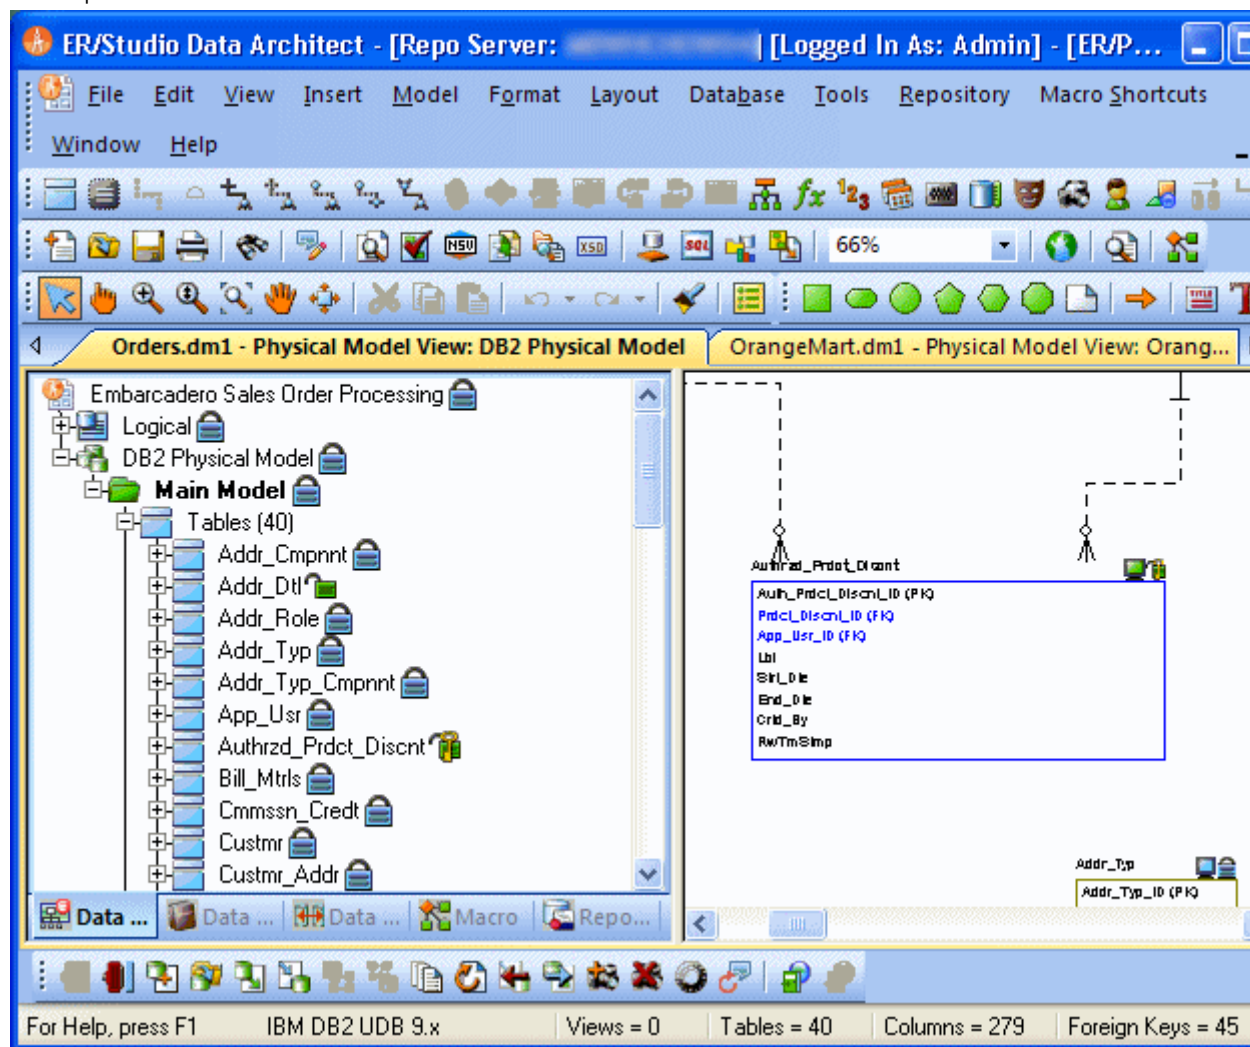 ER/Studio Data Architect - [Repo Server: | [Logged In As: Admin] - [ER/P...
File Edit View Insert Model Format Layout Database Tools Repository Macro Shortcuts
Window Help
66%
Orders.dm1 - Physical Model View: DB2 Physical Model
OrangeMart.dm1 - Physical Model View: Orang...
Embarcadero Sales Order Processing
Logical
DB2 Physical Model
Main Model
Tables (40)
Addr_Cmpnnt
Addr_Dtl
Addr_Role
Addr_Typ
Addr_Typ_Cmpnnt
App_Usr
Authrzd_Prdct_Discnt
Bill_Mtrls
Cmmssn_Credt
Custmr
Custmr_Addr
Data ... Data ... Data ... Macro Repo...
Authrzd_Prdct_Discnt
Auth_Prdct_Discnt_ID (PK)
Prdct_Discnt_ID (FK)
App_Usr_ID (FK)
Lbl
Strt_Dte
End_Dte
Crtd_By
RwTmStmp
Addr_Typ
Addr_Typ_ID (PK)
For Help, press F1 IBM DB2 UDB 9.x Views = 0 Tables = 40 Columns = 279 Foreign Keys = 45